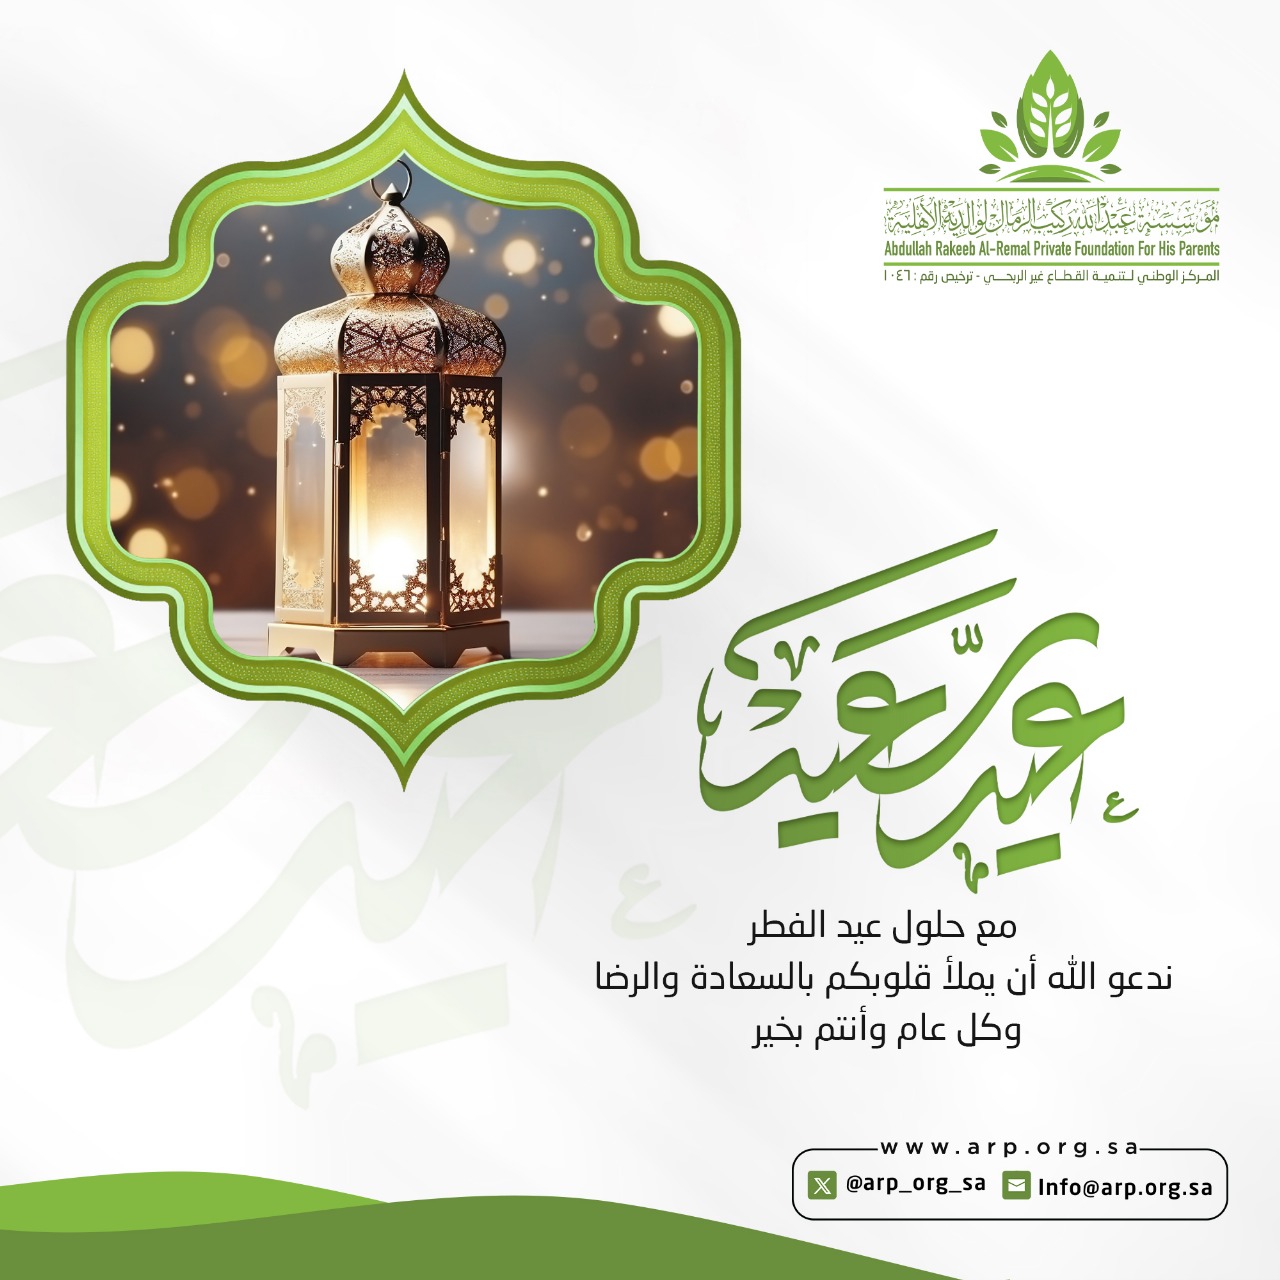 مؤسسة عبدالله ركيب الرمال لوالديه الأهلية
Abdullah Rakeeb Al-Remal Private Foundation For His Parents
المركز الوطني لتنمية القطاع غير الربحي - ترخيص رقم : ١٠٤٦
عيدكم سعيد
مع حلول عيد الفطر
ندعو الله أن يملأ قلوبكم بالسعادة والرضا
وكل عام وأنتم بخير
www.arp.org.sa
@arp_org_sa Info@arp.org.sa